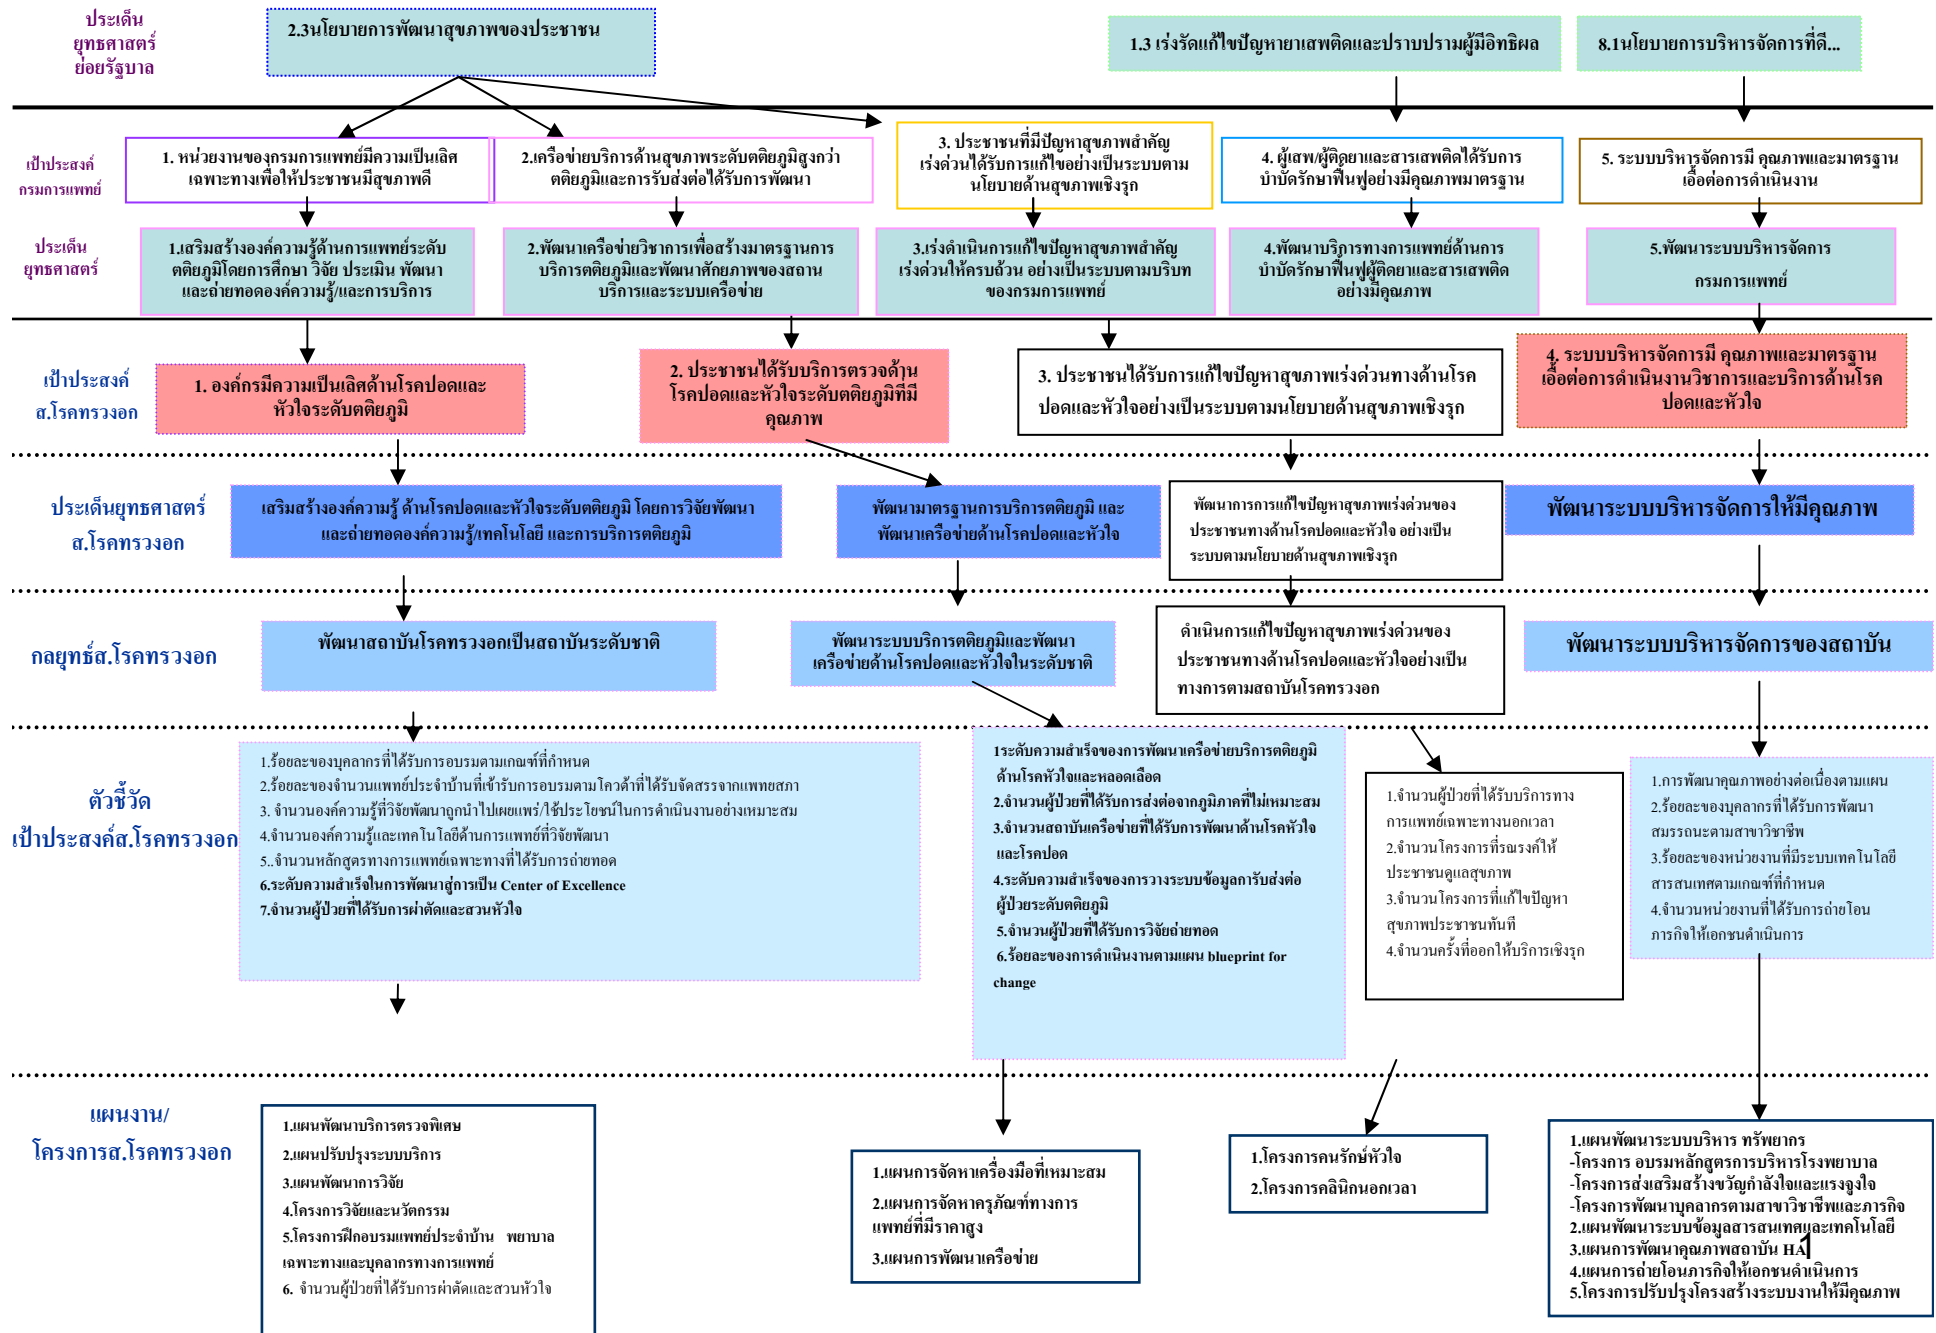 ประเด็น
ยุทธศาสตร์
ย่อยรัฐบาล
2.3นโยบายการพัฒนาสุขภาพของประชาชน
1.3 เร่งรัดแก้ไขปัญหายาเสพติดและปราบปรามผู้มีอิทธิผล
8.1นโยบายการบริหารจัดการที่ดี...
เป้าประสงค์
กรมการแพทย์
1. หน่วยงานของกรมการแพทย์มีความเป็นเลิศ
เฉพาะทางเพื่อให้ประชาชนมีสุขภาพดี
2.เครือข่ายบริการด้านสุขภาพระดับตติยภูมิสูงกว่า
ตติยภูมิและการรับส่งต่อได้รับการพัฒนา
3. ประชาชนที่มีปัญหาสุขภาพสำคัญ
เร่งด่วนได้รับการแก้ไขอย่างเป็นระบบตาม
นโยบายด้านสุขภาพเชิงรุก
4. ผู้เสพ/ผู้ติดยาและสารเสพติดได้รับการ
บำบัดรักษาฟื้นฟูอย่างมีคุณภาพมาตรฐาน
5. ระบบบริหารจัดการมี คุณภาพและมาตรฐาน
เอื้อต่อการดำเนินงาน
ประเด็น
ยุทธศาสตร์
1.เสริมสร้างองค์ความรู้ด้านการแพทย์ระดับ
ตติยภูมิโดยการศึกษา วิจัย ประเมิน พัฒนา
และถ่ายทอดองค์ความรู้/และการบริการ
2.พัฒนาเครือข่ายวิชาการเพื่อสร้างมาตรฐานการ
บริการตติยภูมิและพัฒนาศักยภาพของสถาน
บริการและระบบเครือข่าย
3.เร่งดำเนินการแก้ไขปัญหาสุขภาพสำคัญ
เร่งด่วนให้ครบถ้วน อย่างเป็นระบบตามบริบท
ของกรมการแพทย์
4.พัฒนาบริการทางการแพทย์ด้านการ
บำบัดรักษาฟื้นฟูผู้ติดยาและสารเสพติด
อย่างมีคุณภาพ
5.พัฒนาระบบบริหารจัดการ
กรมการแพทย์
เป้าประสงค์
ส.โรคทรวงอก
1. องค์กรมีความเป็นเลิศด้านโรคปอดและ
หัวใจระดับตติยภูมิ
2. ประชาชนได้รับบริการตรวจด้าน
โรคปอดและหัวใจระดับตติยภูมิที่มี
คุณภาพ
3. ประชาชนได้รับการแก้ไขปัญหาสุขภาพเร่งด่วนทางด้านโรค
ปอดและหัวใจอย่างเป็นระบบตามนโยบายด้านสุขภาพเชิงรุก
4. ระบบบริหารจัดการมี คุณภาพและมาตรฐาน
เอื้อต่อการดำเนินงานวิชาการและบริการด้านโรค
ปอดและหัวใจ
ประเด็นยุทธศาสตร์
ส.โรคทรวงอก
เสริมสร้างองค์ความรู้ ด้านโรคปอดและหัวใจระดับตติยภูมิ โดยการวิจัยพัฒนา
และถ่ายทอดองค์ความรู้/เทคโนโลยี และการบริการตติยภูมิ
พัฒนามาตรฐานการบริการตติยภูมิ และ
พัฒนาเครือข่ายด้านโรคปอดและหัวใจ
พัฒนาการการแก้ไขปัญหาสุขภาพเร่งด่วนของ
ประชาชนทางด้านโรคปอดและหัวใจ อย่างเป็น
ระบบตามนโยบายด้านสุขภาพเชิงรุก
พัฒนาระบบบริหารจัดการให้มีคุณภาพ
กลยุทธ์ส.โรคทรวงอก
พัฒนาสถาบันโรคทรวงอกเป็นสถาบันระดับชาติ
พัฒนาระบบบริการตติยภูมิและพัฒนา
เครือข่ายด้านโรคปอดและหัวใจในระดับชาติ
ดำเนินการแก้ไขปัญหาสุขภาพเร่งด่วนของ
ประชาชนทางด้านโรคปอดและหัวใจอย่างเป็น
ทางการตามสถาบันโรคทรวงอก
พัฒนาระบบบริหารจัดการของสถาบัน
ตัวชี้วัด
เป้าประสงค์ส.โรคทรวงอก
1.ร้อยละของบุคลากรที่ได้รับการอบรมตามเกณฑ์ที่กำหนด
2.ร้อยละของจำนวนแพทย์ประจำบ้านที่เข้ารับการอบรมตามโควต้าที่ได้รับจัดสรรจากแพทยสภา
3. จำนวนองค์ความรู้ที่วิจัยพัฒนาถูกนำไปเผยแพร่/ใช้ประโยชน์ในการดำเนินงานอย่างเหมาะสม
4.จำนวนองค์ความรู้และเทคโนโลยีด้านการแพทย์ที่วิจัยพัฒนา
5..จำนวนหลักสูตรทางการแพทย์เฉพาะทางที่ได้รับการถ่ายทอด
6.ระดับความสำเร็จในการพัฒนาสู่การเป็น Center of Excellence
7.จำนวนผู้ป่วยที่ได้รับการผ่าตัดและสวนหัวใจ
1ระดับความสำเร็จของการพัฒนาเครือข่ายบริการตติยภูมิ
ด้านโรคหัวใจและหลอดเลือด
2.จำนวนผู้ป่วยที่ได้รับการส่งต่อจากภูมิภาคที่ไม่เหมาะสม
3.จำนวนสถาบันเครือข่ายที่ได้รับการพัฒนาด้านโรคหัวใจ
และโรคปอด
4.ระดับความสำเร็จของการวางระบบข้อมูลการับส่งต่อ
ผู้ป่วยระดับตติยภูมิ
5.จำนวนผู้ป่วยที่ได้รับการวิจัยถ่ายทอด
6.ร้อยละของการดำเนินงานตามแผน blueprint for
change
1.จำนวนผู้ป่วยที่ได้รับบริการทาง
การแพทย์เฉพาะทางนอกเวลา
2.จำนวนโครงการที่รณรงค์ให้
ประชาชนดูแลสุขภาพ
3.จำนวนโครงการที่แก้ไขปัญหา
สุขภาพประชาชนทันที
4.จำนวนครั้งที่ออกให้บริการเชิงรุก
1.การพัฒนาคุณภาพอย่างต่อเนื่องตามแผน
2.ร้อยละของบุคลากรที่ได้รับการพัฒนา
สมรรถนะตามสาขาวิชาชีพ
3.ร้อยละของหน่วยงานที่มีระบบเทคโนโลยี
สารสนเทศตามเกณฑ์ที่กำหนด
4.จำนวนหน่วยงานที่ได้รับการถ่ายโอน
ภารกิจให้เอกชนดำเนินการ
แผนงาน/
โครงการส.โรคทรวงอก
1.แผนพัฒนาบริการตรวจพิเศษ
2.แผนปรับปรุงระบบบริการ
3.แผนพัฒนาการวิจัย
4.โครงการวิจัยและนวัตกรรม
5.โครงการฝึกอบรมแพทย์ประจำบ้าน พยาบาล
เฉพาะทางและบุคลากรทางการแพทย์
6. จำนวนผู้ป่วยที่ได้รับการผ่าตัดและสวนหัวใจ
1.แผนการจัดหาเครื่องมือที่เหมาะสม
2.แผนการจัดหาครุภัณฑ์ทางการ
แพทย์ที่มีราคาสูง
3.แผนการพัฒนาเครือข่าย
1.โครงการคนรักษ์หัวใจ
2.โครงการคลินิกนอกเวลา
1.แผนพัฒนาระบบบริหาร ทรัพยากร
-โครงการ อบรมหลักสูตรการบริหารโรงพยาบาล
-โครงการส่งเสริมสร้างขวัญกำลังใจและแรงจูงใจ
-โครงการพัฒนาบุคลากรตามสาขาวิชาชีพและภารกิจ
2.แผนพัฒนาระบบข้อมูลสารสนเทศและเทคโนโลยี
3.แผนการพัฒนาคุณภาพสถาบัน HA
1
4.แผนการถ่ายโอนภารกิจให้เอกชนดำเนินการ
5.โครงการปรับปรุงโครงสร้างระบบงานให้มีคุณภาพ